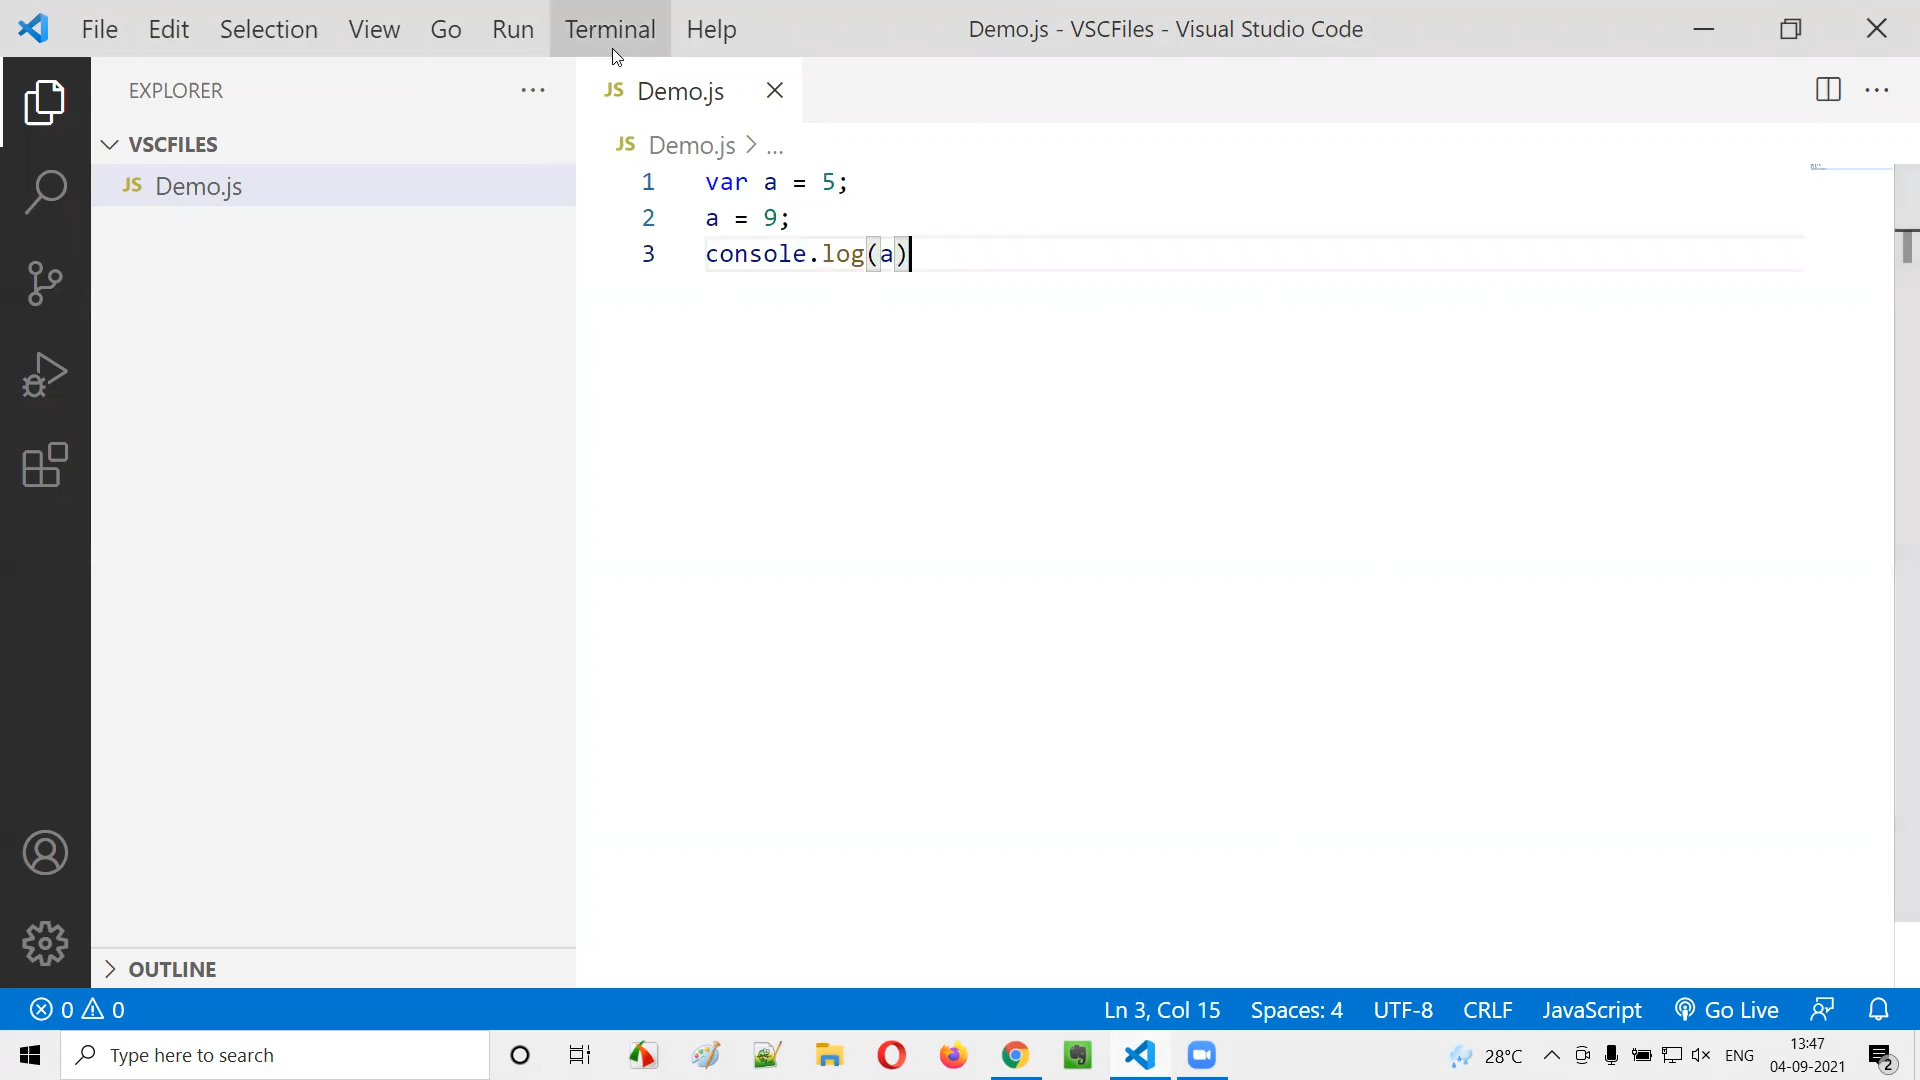 File Edit Selection View Go Run Terminal Help Demo.js - VSCFiles - Visual Studio Code
EXPLORER
VSCFILES
JS Demo.js
OUTLINE
JS Demo.js
JS Demo.js > ...
1 var a = 5;
2 a = 9;
3 console.log(a)
0 0 Ln 3, Col 15 Spaces: 4 UTF-8 CRLF JavaScript Go Live
Type here to search 28°C ENG 13:47
04-09-2021 2